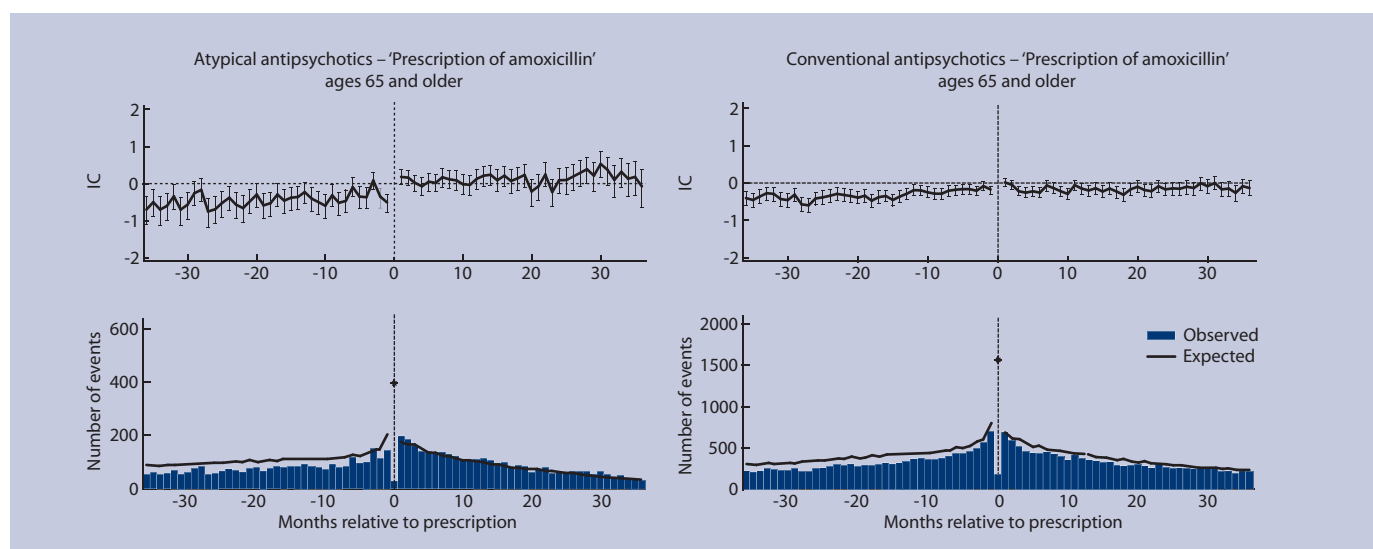 Atypical antipsychotics – ‘Prescription of amoxicillin’
ages 65 and older
IC
2
1
0
-1
-2
-30 -20 -10 0 10 20 30
Conventional antipsychotics – ‘Prescription of amoxicillin’
ages 65 and older
IC
2
1
0
-1
-2
-30 -20 -10 0 10 20 30
Number of events
600
400
200
0
-30 -20 -10 0 10 20 30
Months relative to prescription
Number of events
2000
1500
1000
500
0
-30 -20 -10 0 10 20 30
Months relative to prescription
Observed
Expected